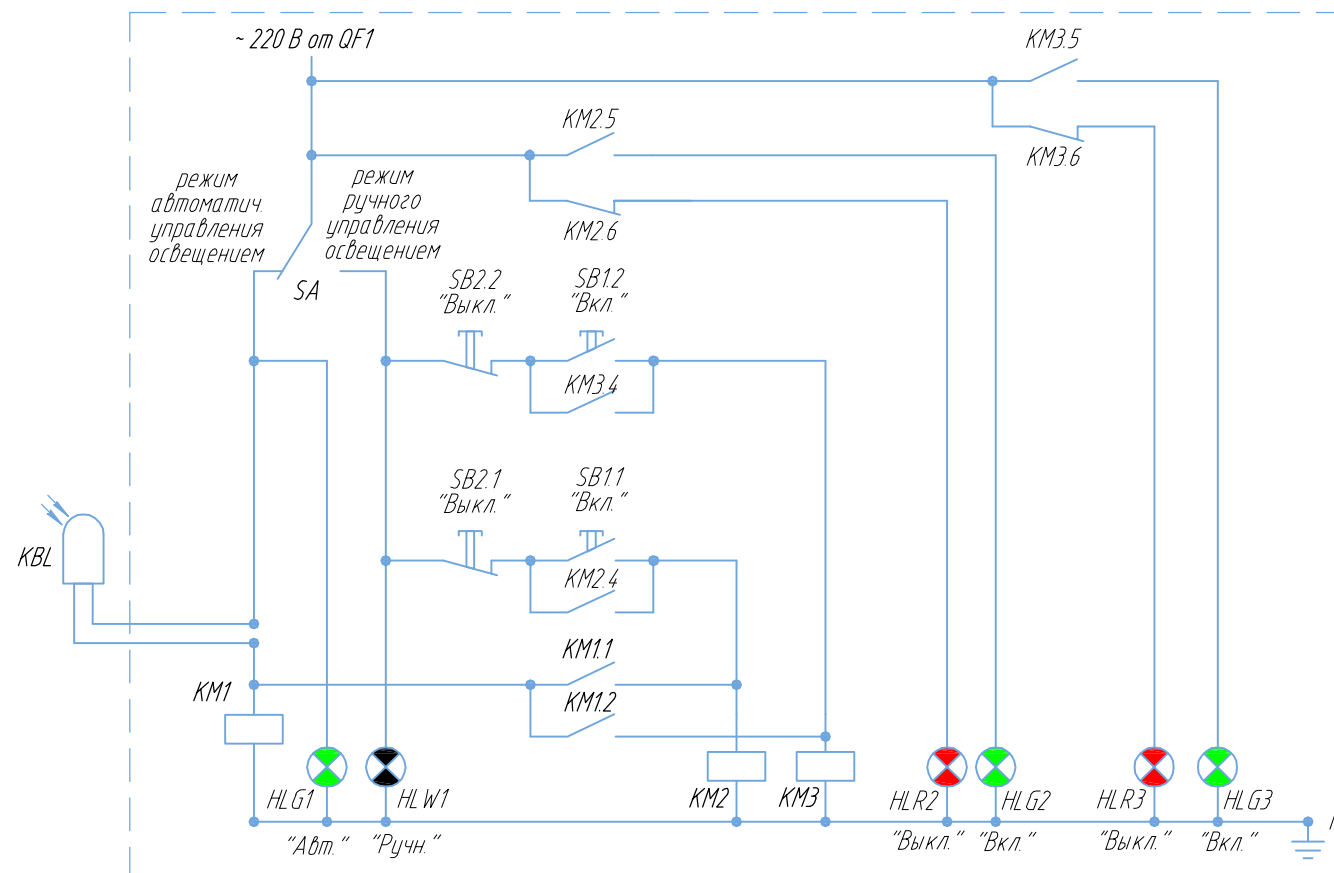 ~ 220 В от QF1
KM3.5
KM2.5
KM3.6
режим
автоматич.
управления
освещением
режим
ручного
управления
освещением
KM2.6
SA
SB2.2
"Выкл."
SB1.2
"Вкл."
KM3.4
SB2.1
"Выкл."
SB1.1
"Вкл."
KBL
KM2.4
KM1.1
KM1
KM1.2
HLG1
HLW1
KM2
KM3
HLR2
HLG2
HLR3
HLG3
"Авт."
"Ручн."
"Выкл."
"Вкл."
"Выкл."
"Вкл."